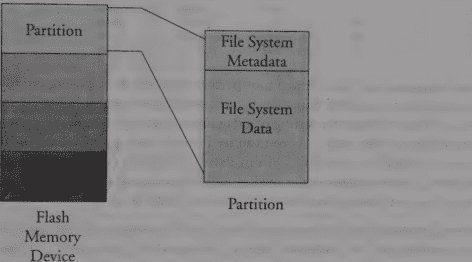 Partition
File System
Metadata
File System
Data
Partition
Flash
Memory
Device